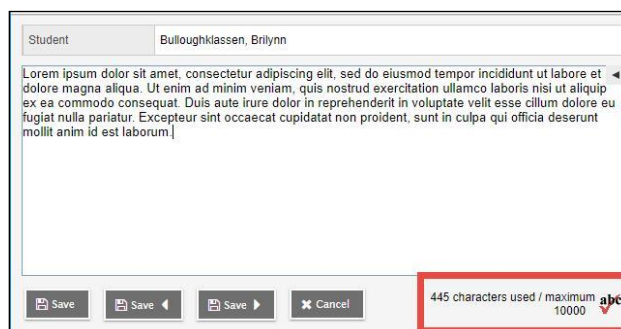 Student Bulloughklassen, Brilynn
Lorem ipsum dolor sit amet, consectetur adipiscing elit, sed do eiusmod tempor incididunt ut labore et
dolore magna aliqua. Ut enim ad minim veniam, quis nostrud exercitation ullamco laboris nisi ut aliquip
ex ea commodo consequat. Duis aute irure dolor in reprehenderit in voluptate velit esse cillum dolore eu
fugiat nulla pariatur. Excepteur sint occaecat cupidatat non proident, sunt in culpa qui officia deserunt
mollit anim id est laborum.
Save Save Save Cancel
445 characters used / maximum abc
10000